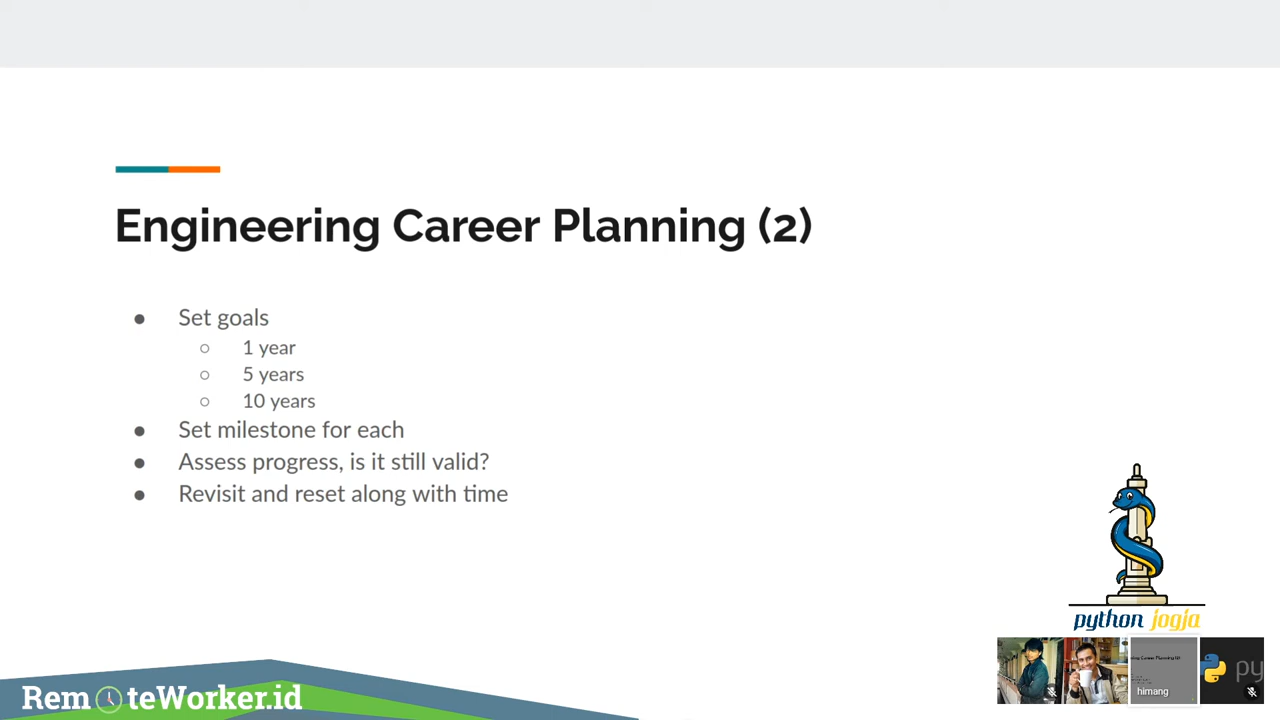 Engineering Career Planning (2)
● Set goals
○ 1 year
○ 5 years
○ 10 years
● Set milestone for each
● Assess progress, is it still valid?
● Revisit and reset along with time
python jogja
himang
py
RemoteWorker.id